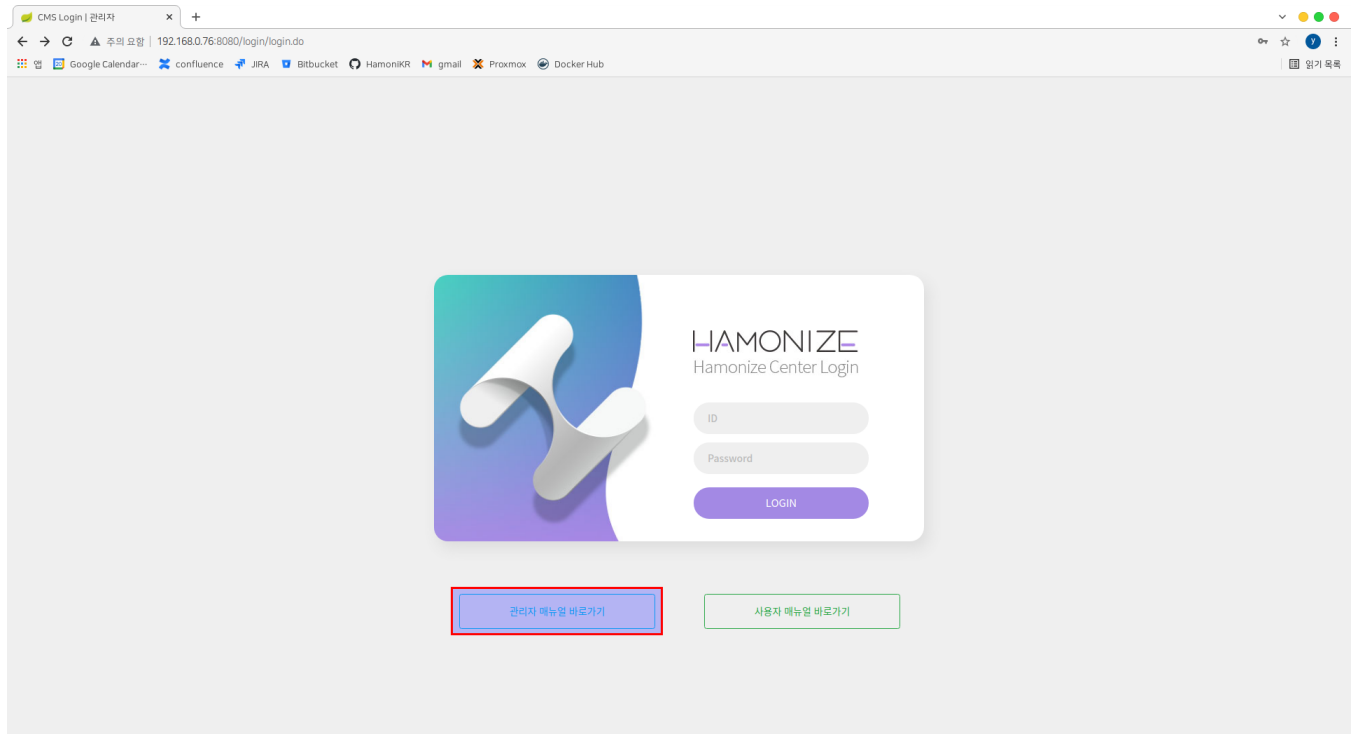 CMS Login | 관리자
주의 요함 | 192.168.0.76:8080/login/login.do
y
앱 20 Google Calendar… confluence JIRA Bitbucket HamoniKR gmail Proxmox Docker Hub 읽기 목록
HAMONIZE
Hamonize Center Login
ID
Password
LOGIN
관리자 매뉴얼 바로가기 사용자 매뉴얼 바로가기